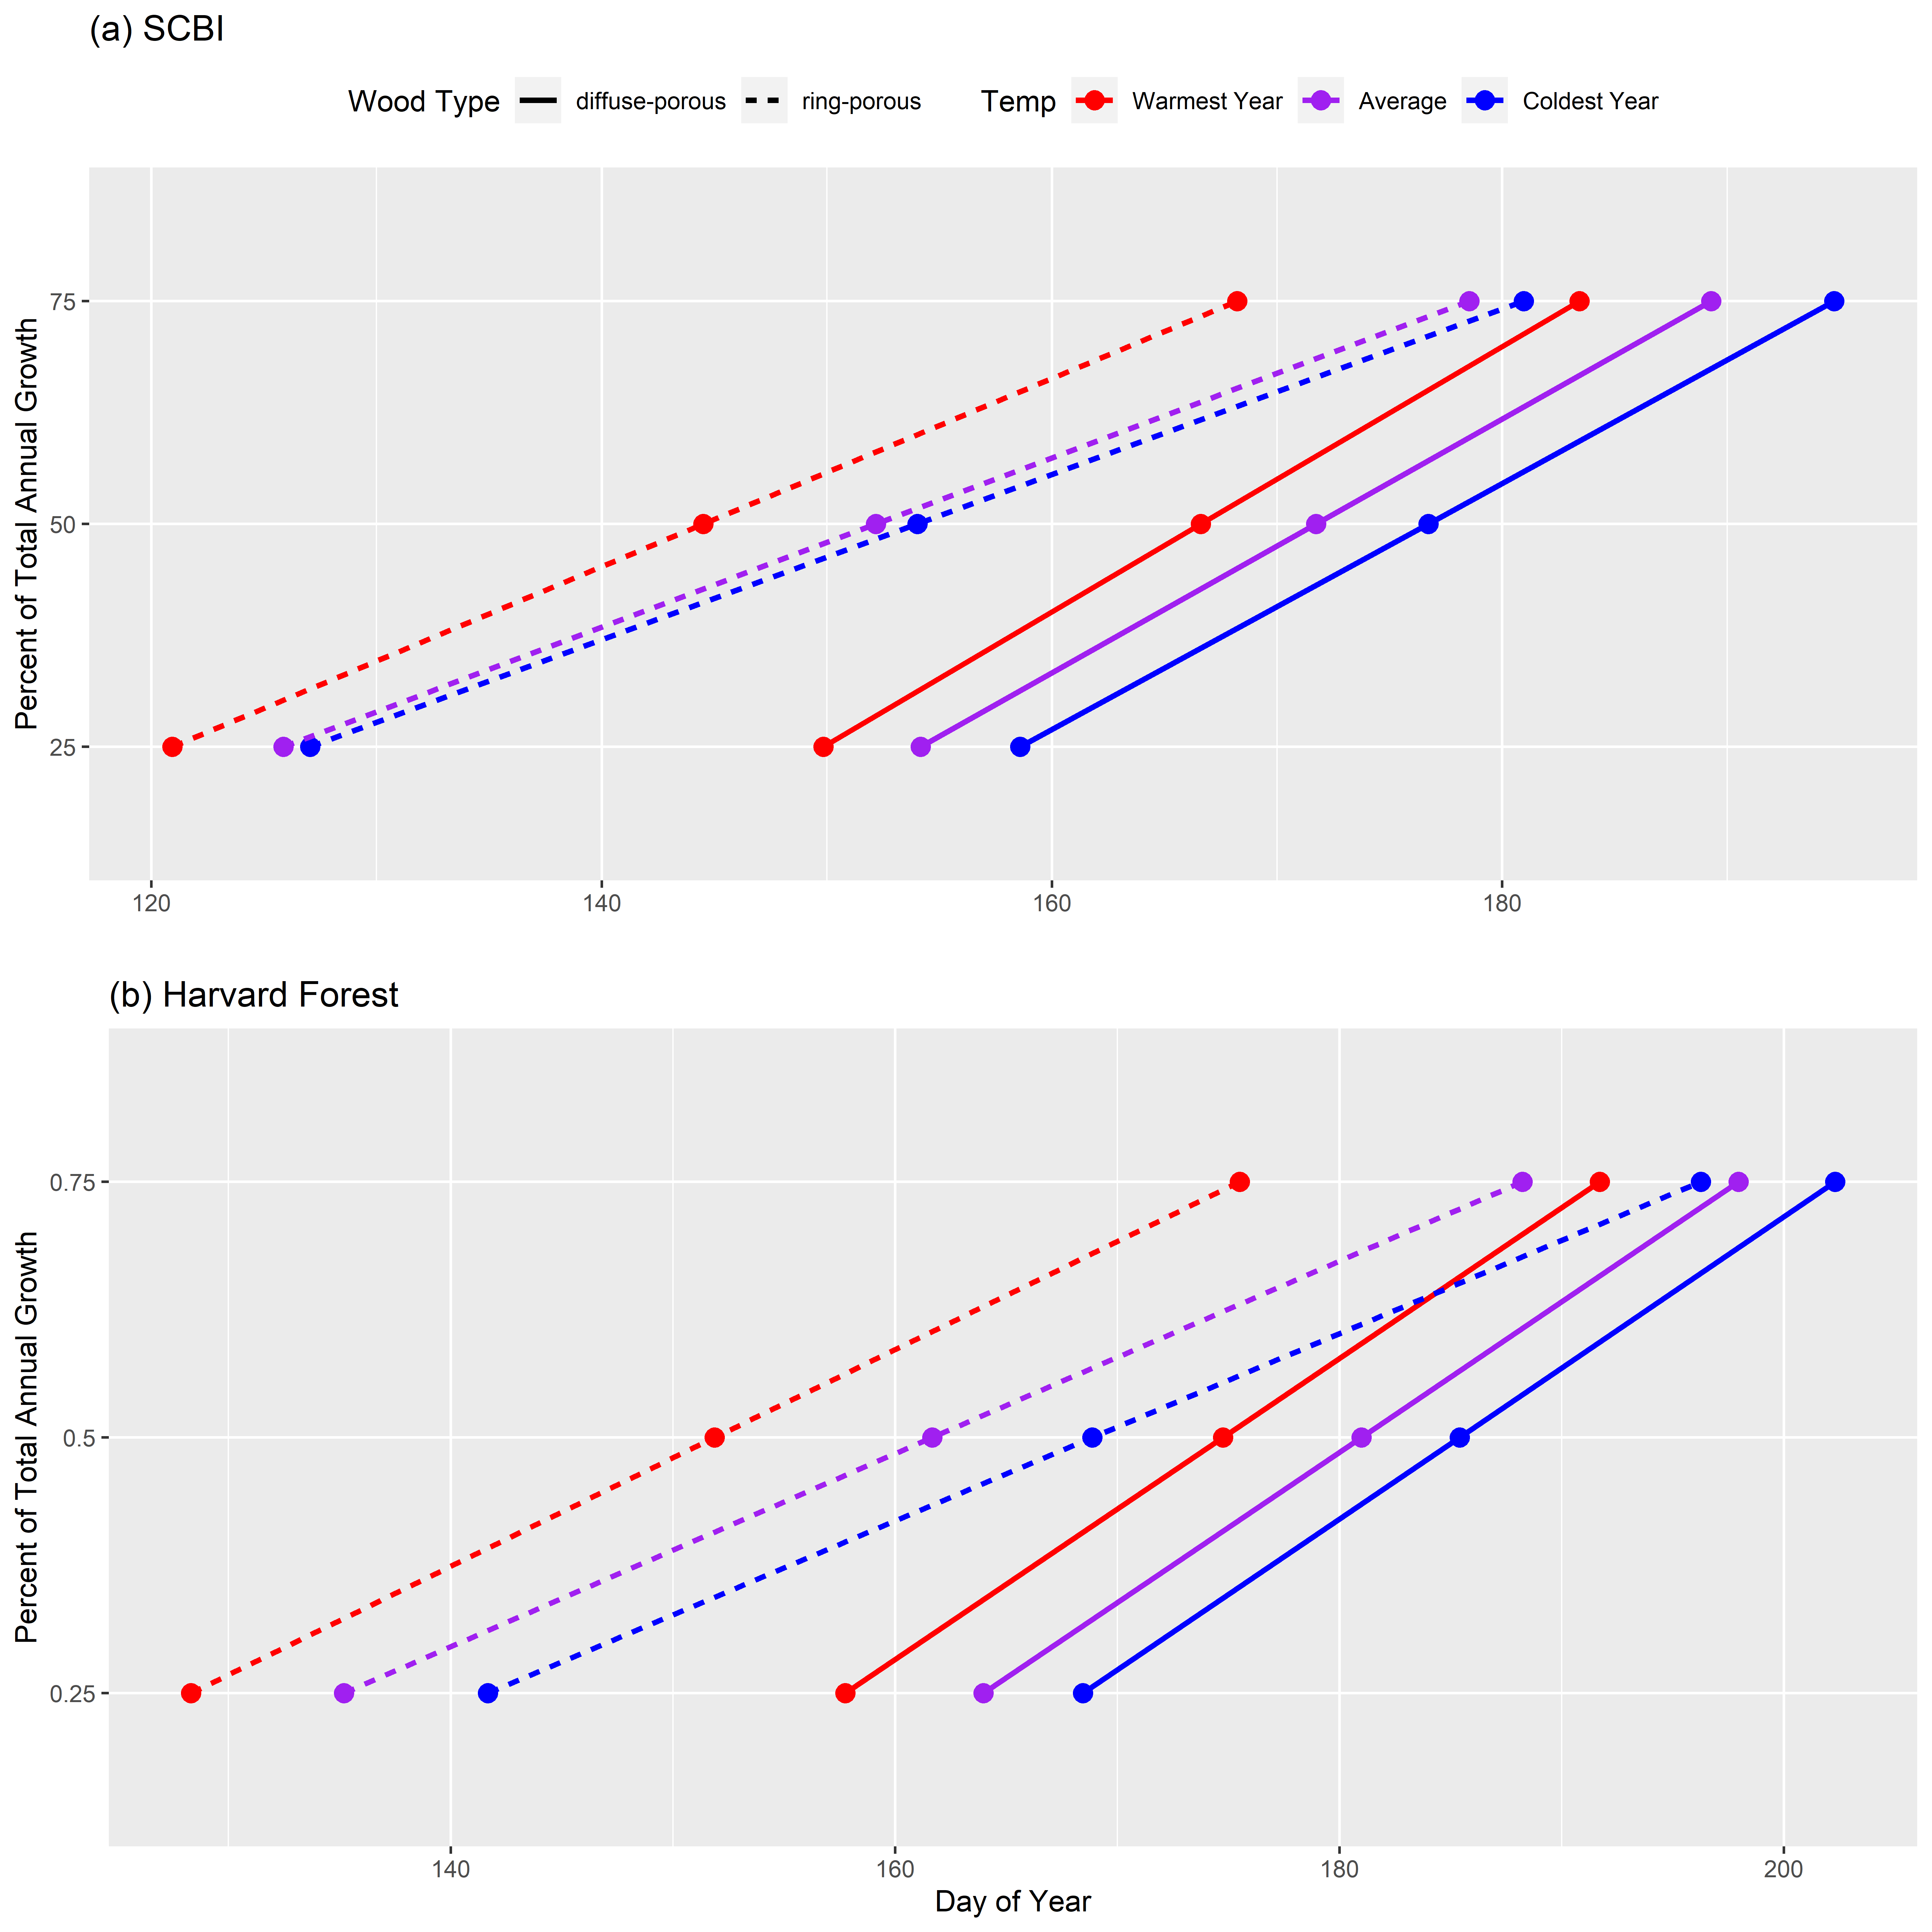 (a) SCBI
Wood Type diffuse-porous ring-porous Temp Warmest Year Average Coldest Year
Percent of Total Annual Growth
75
50
25
120 140 160 180
(b) Harvard Forest
Percent of Total Annual Growth
0.75
0.5
0.25
140 160 180 200
Day of Year